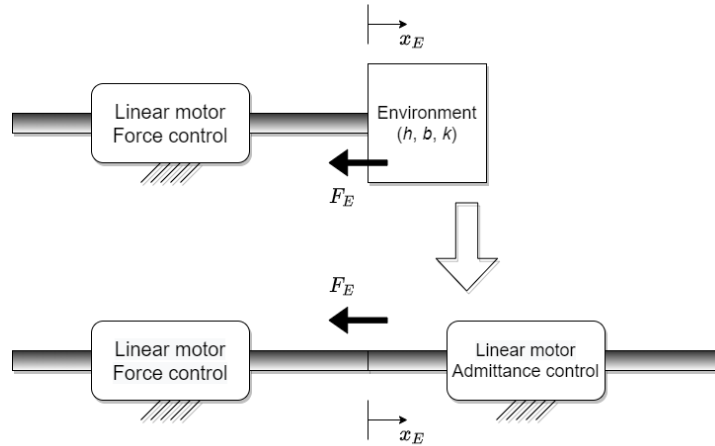 x_E
Linear motor
Force control
Environment
(h, b, k)
F_E
F_E
Linear motor
Force control
Linear motor
Admittance control
x_E